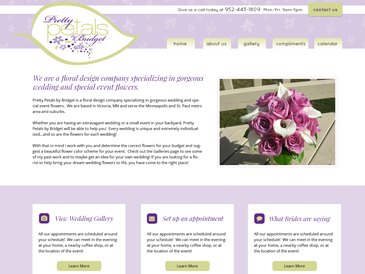 Pretty
petals
by
Bridget
Give us a call today at 952-443-1809 Mon.-Fri. 9am-5pm
contact us
home
about us
gallery
compliments
calendar
We are a floral design company specializing in gorgeous
wedding and special event flowers.
Pretty Petals by Bridget is a floral design company specializing in gorgeous wedding and spe-
cial event flowers. We are based in Victoria, MN and serve the Minneapolis and St. Paul metro
area and suburbs.
Whether you are having an extravagant wedding or a small event in your backyard, Pretty
Petals by Bridget will be able to help you! Every wedding is unique and extremely individual-
ized...and so are the flowers for each wedding!
With that in mind I work with you and determine the correct flowers for your budget and sug-
gest a beautiful flower color scheme for your event. Check out the Galleries page to see some
of my past work and to maybe get an idea for your own wedding! If you are looking for a flo-
rist to help bring your dream wedding flowers to life, you have come to the right place!
View Wedding Gallery
All our appointments are scheduled around
your schedule! We can meet in the evening
at your home, a nearby coffee shop, or at
the location of the event!
Learn More
Set up an appointment
All our appointments are scheduled around
your schedule! We can meet in the evening
at your home, a nearby coffee shop, or at
the location of the event!
Learn More
What Brides are saying
All our appointments are scheduled around
your schedule! We can meet in the evening
at your home, a nearby coffee shop, or at
the location of the event!
Learn More